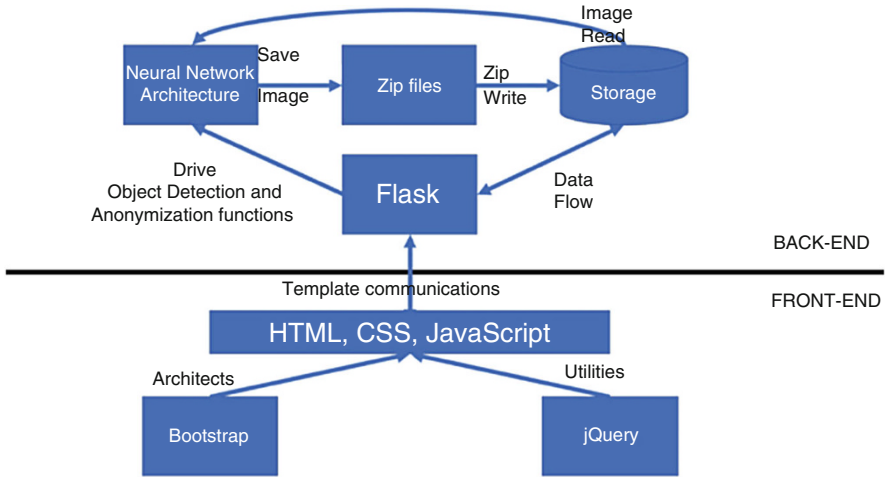 Image
Read
Save
Image
Neural Network
Architecture
Zip files
Zip
Write
Storage
Drive
Object Detection and
Anonymization functions
Flask
Data
Flow
BACK-END
Template communications
FRONT-END
HTML, CSS, JavaScript
Architects
Utilities
Bootstrap
jQuery